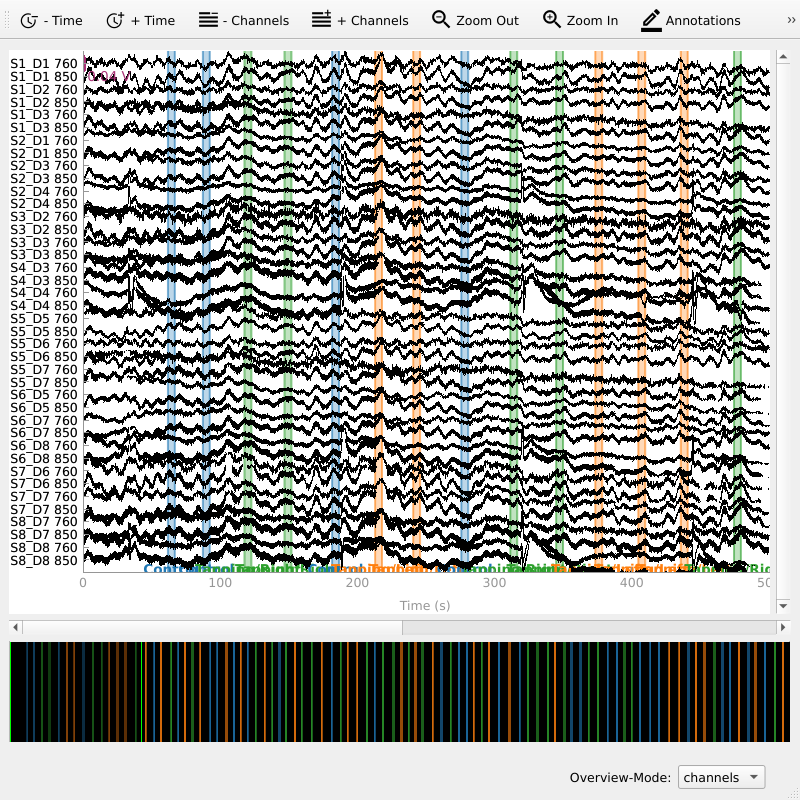 - Time + Time - Channels + Channels Zoom Out Zoom In Annotations »
S1_D1 760
S1_D1 850
S1_D2 760
S1_D2 850
S1_D3 760
S1_D3 850
S2_D1 760
S2_D1 850
S2_D3 760
S2_D3 850
S2_D4 760
S2_D4 850
S3_D2 760
S3_D2 850
S3_D3 760
S3_D3 850
S4_D3 760
S4_D3 850
S4_D4 760
S4_D4 850
S5_D5 760
S5_D5 850
S5_D6 760
S5_D6 850
S5_D7 760
S5_D7 850
S6_D5 760
S6_D5 850
S6_D7 760
S6_D7 850
S6_D8 760
S6_D8 850
S7_D6 760
S7_D6 850
S7_D7 760
S7_D7 850
S8_D7 760
S8_D7 850
S8_D8 760
S8_D8 850
0 100 200 300 400
Time (s)
Overview-Mode: channels